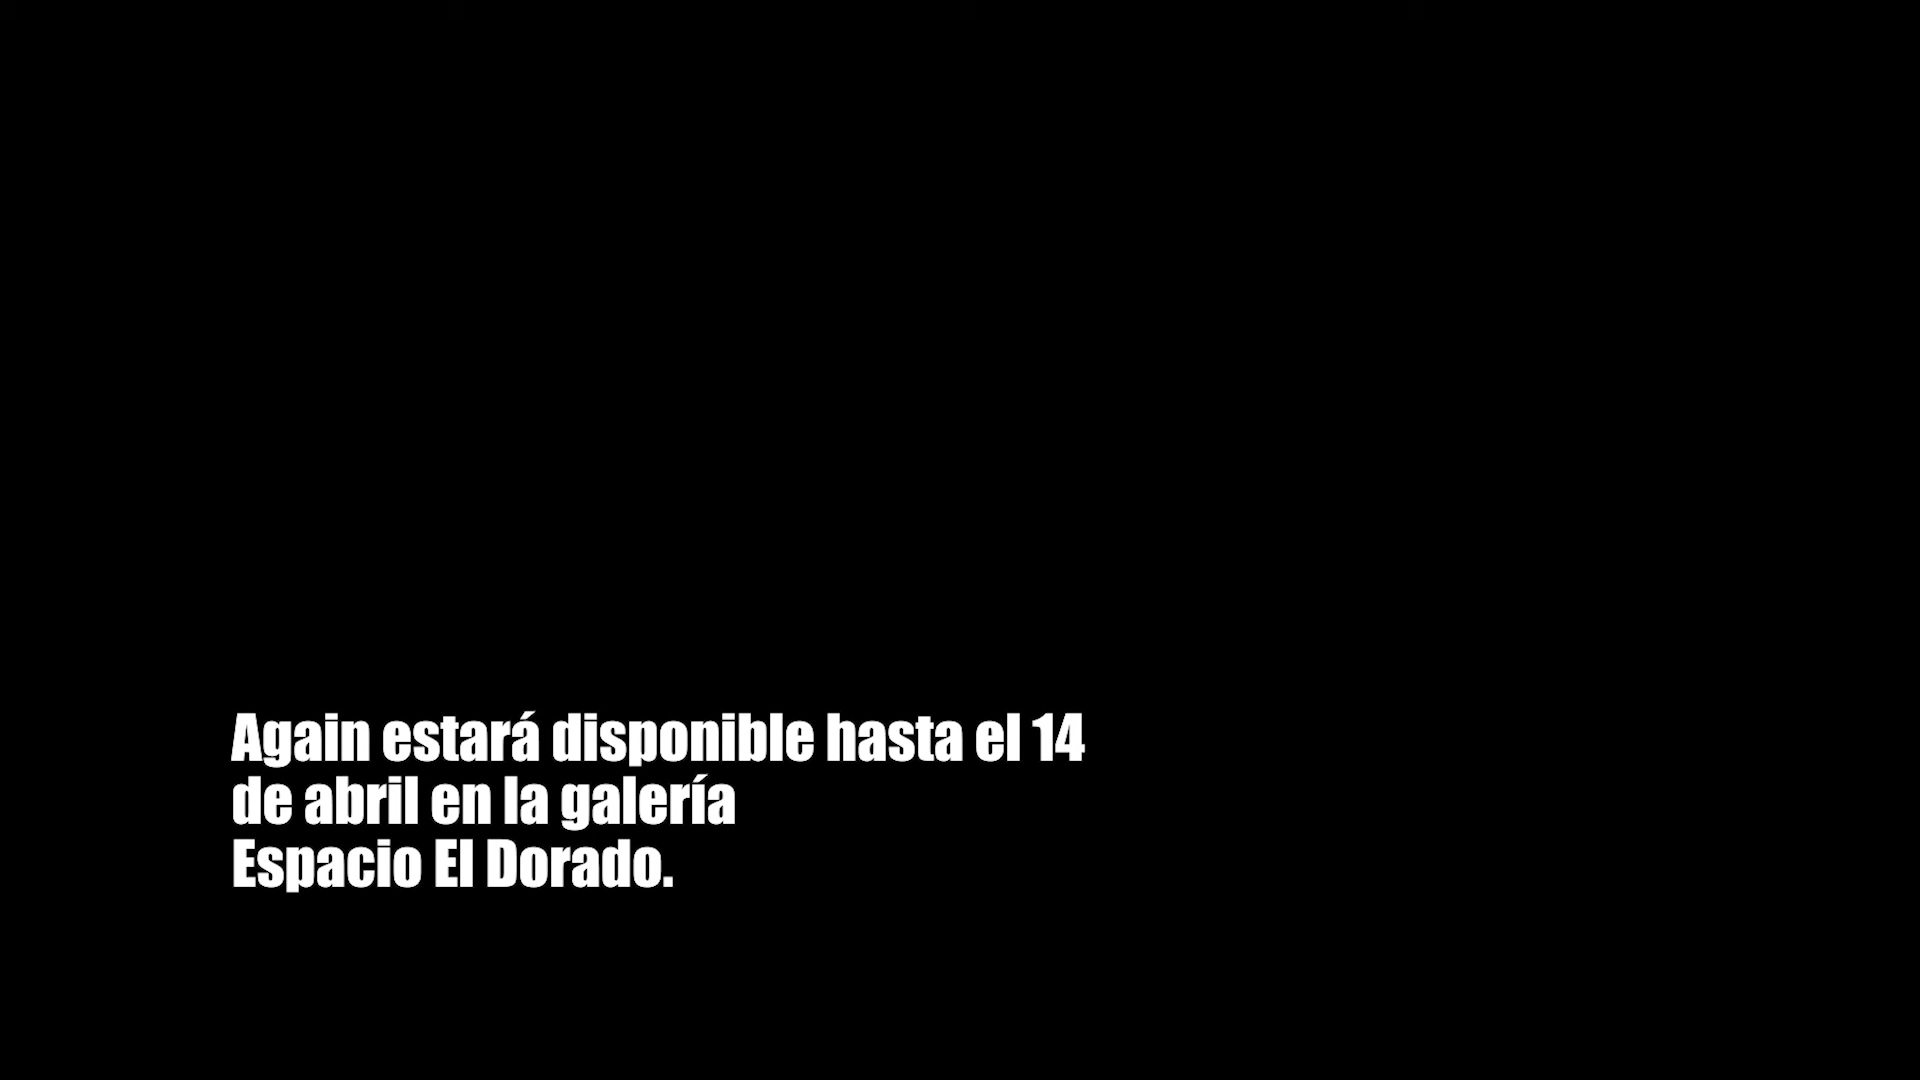 Again estará disponible hasta el 14
de abril en la galería
Espacio El Dorado.